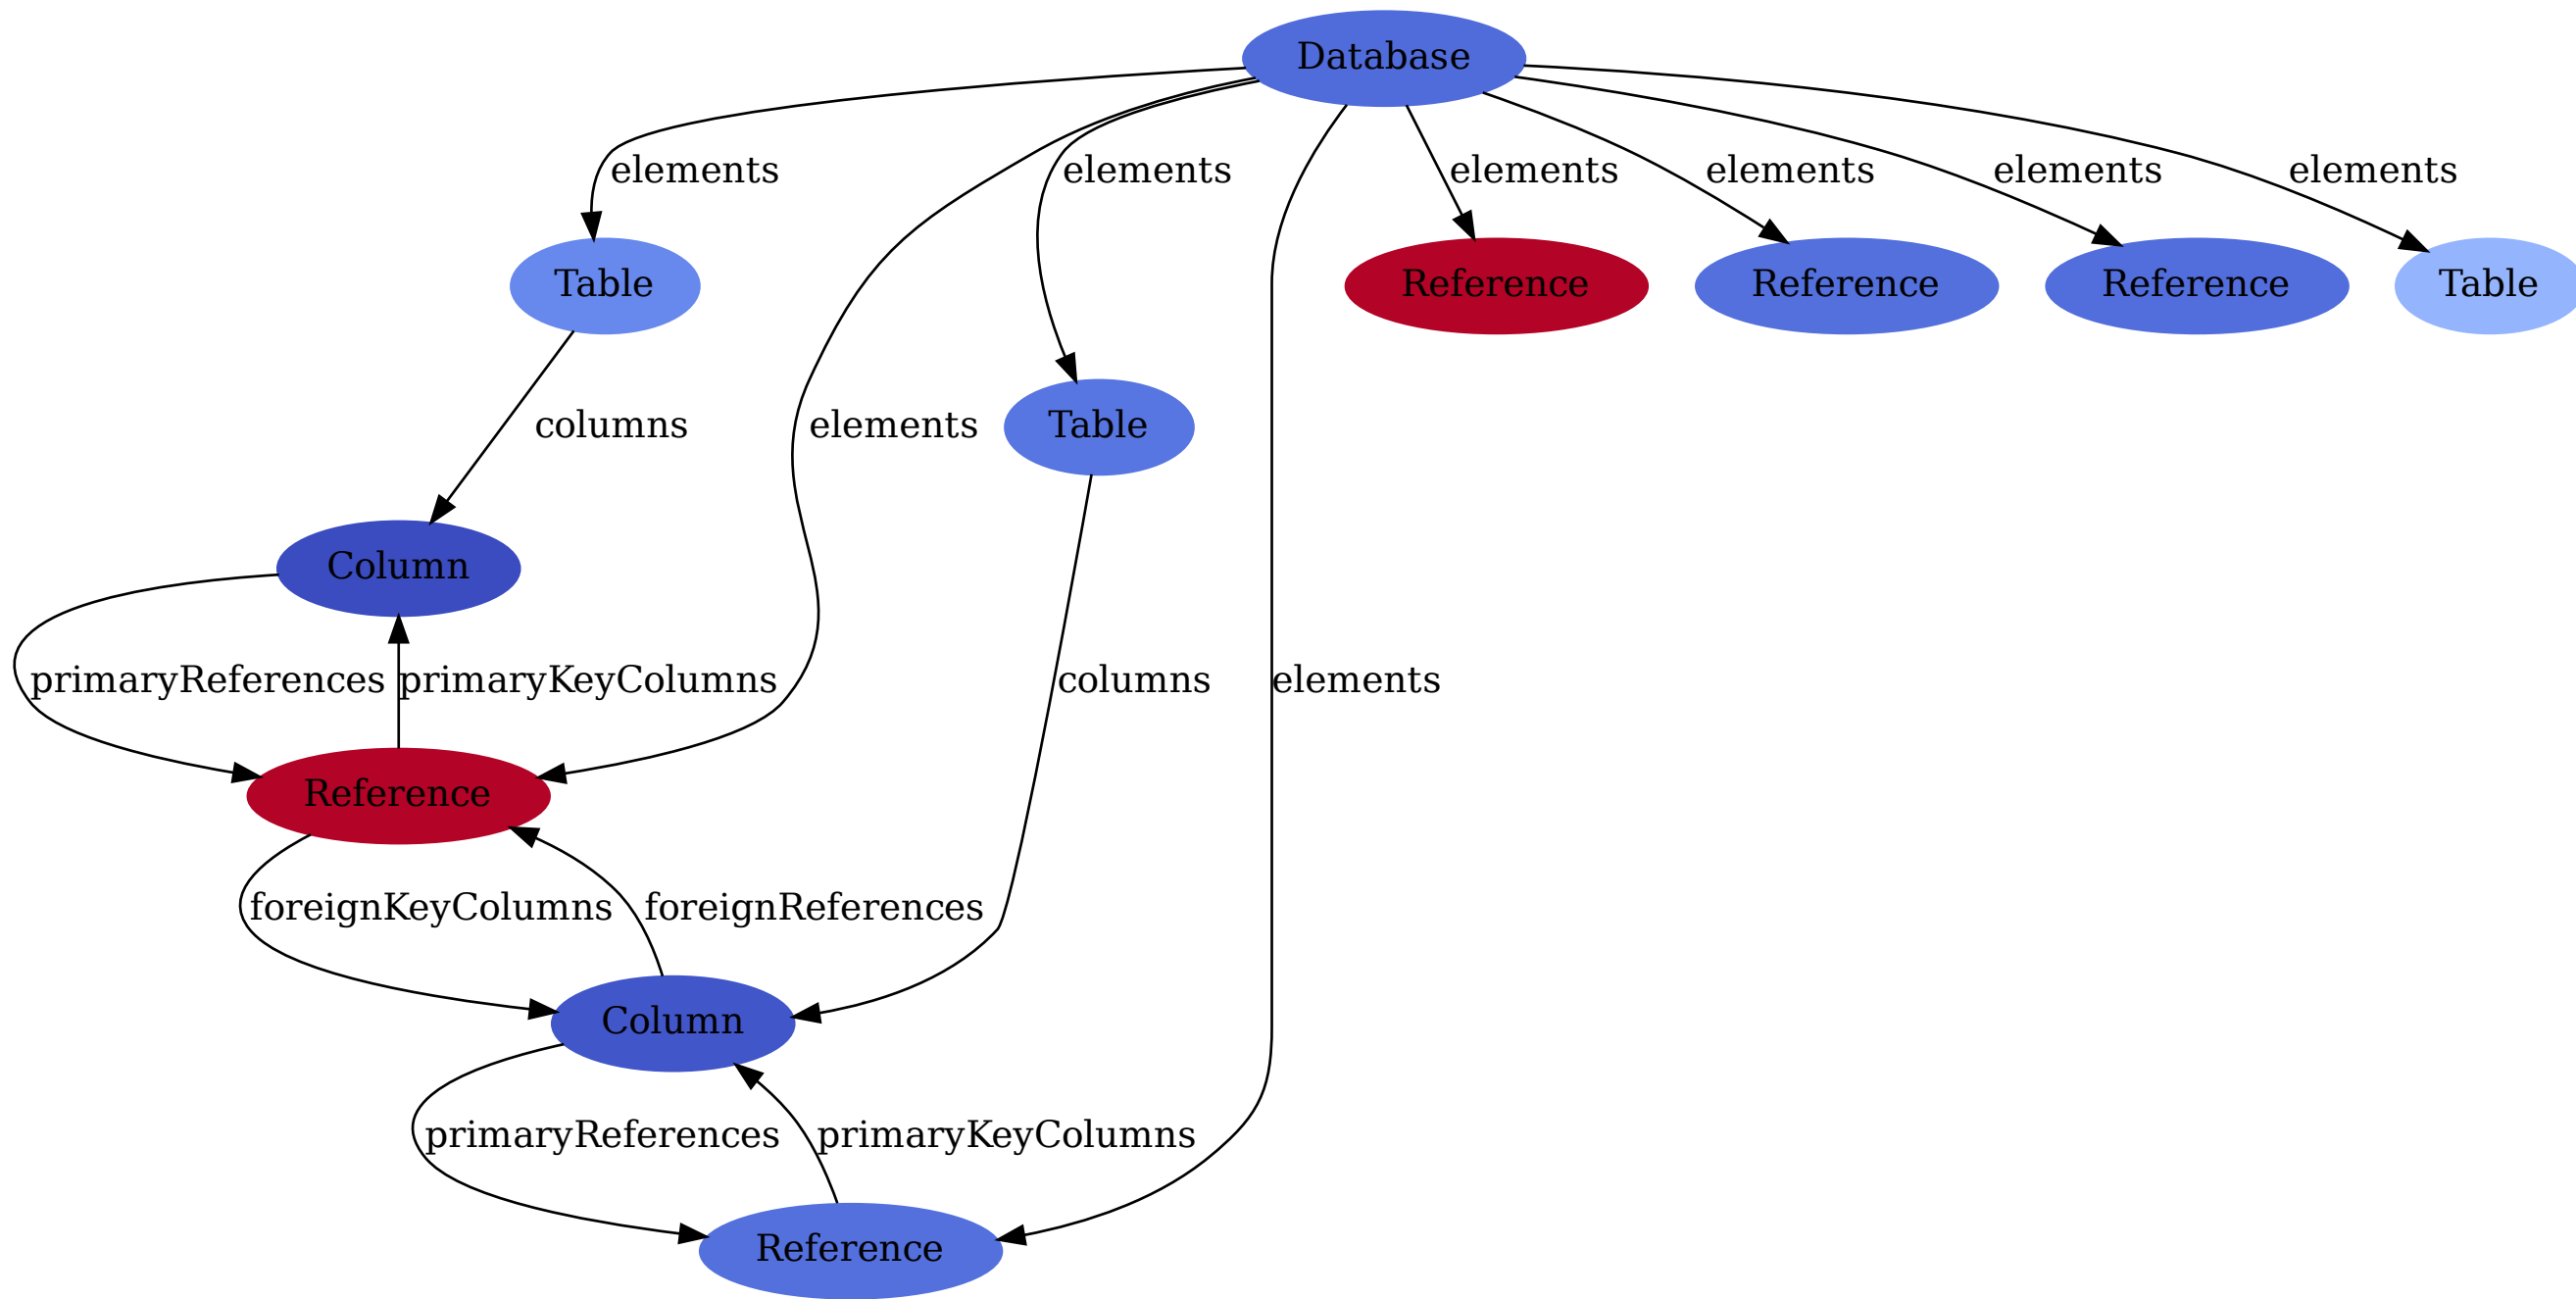 Database
elements
elements
elements
elements
elements
elements
Table
Reference
Reference
Reference
Table
columns
elements
Table
Column
primaryReferences
primaryKeyColumns
columns
elements
Reference
foreignKeyColumns
foreignReferences
Column
primaryReferences
primaryKeyColumns
Reference